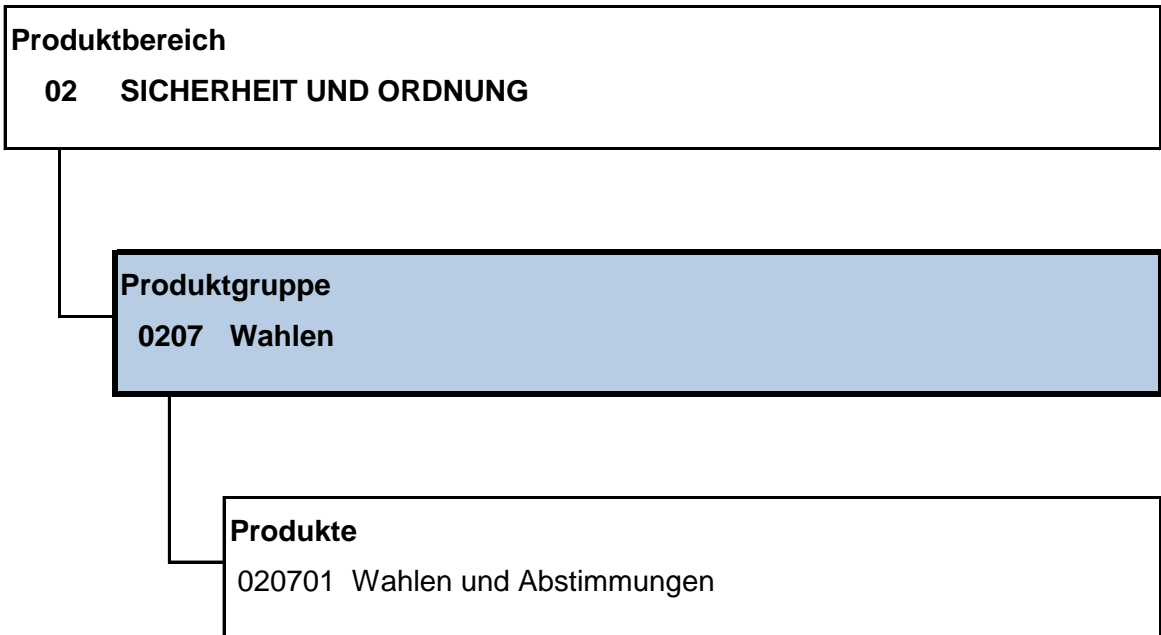 Produktbereich
02 SICHERHEIT UND ORDNUNG
Produktgruppe
0207 Wahlen
Produkte
020701 Wahlen und Abstimmungen